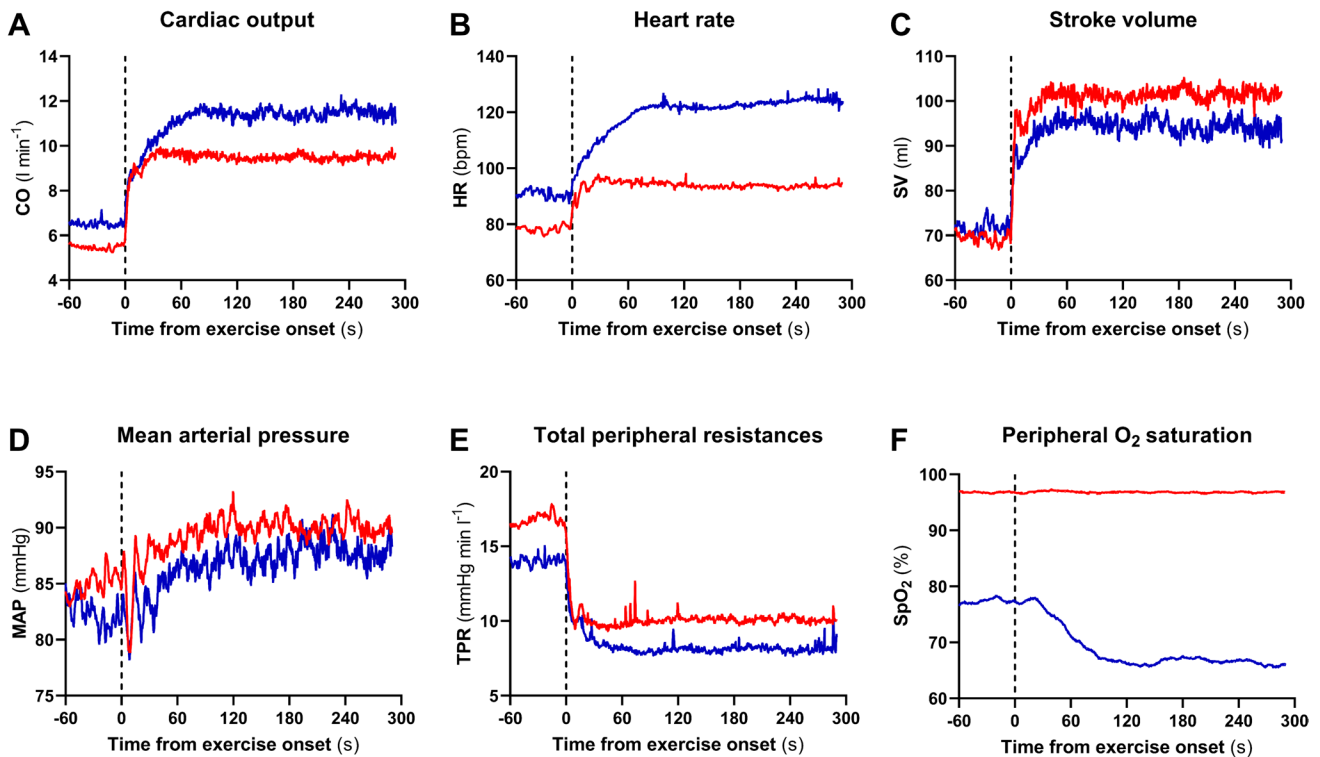 A Cardiac output
CO (l min⁻¹)
14
12
10
8
6
4
-60 0 60 120 180 240 300
Time from exercise onset (s)
B Heart rate
HR (bpm)
140
120
100
80
60
-60 0 60 120 180 240 300
Time from exercise onset (s)
C Stroke volume
SV (ml)
110
100
90
80
70
60
-60 0 60 120 180 240 300
Time from exercise onset (s)
D Mean arterial pressure
MAP (mmHg)
95
90
85
80
75
-60 0 60 120 180 240 300
Time from exercise onset (s)
E Total peripheral resistances
TPR (mmHg min l⁻¹)
20
15
10
5
-60 0 60 120 180 240 300
Time from exercise onset (s)
F Peripheral O₂ saturation
SpO₂ (%)
100
90
80
70
60
-60 0 60 120 180 240 300
Time from exercise onset (s)